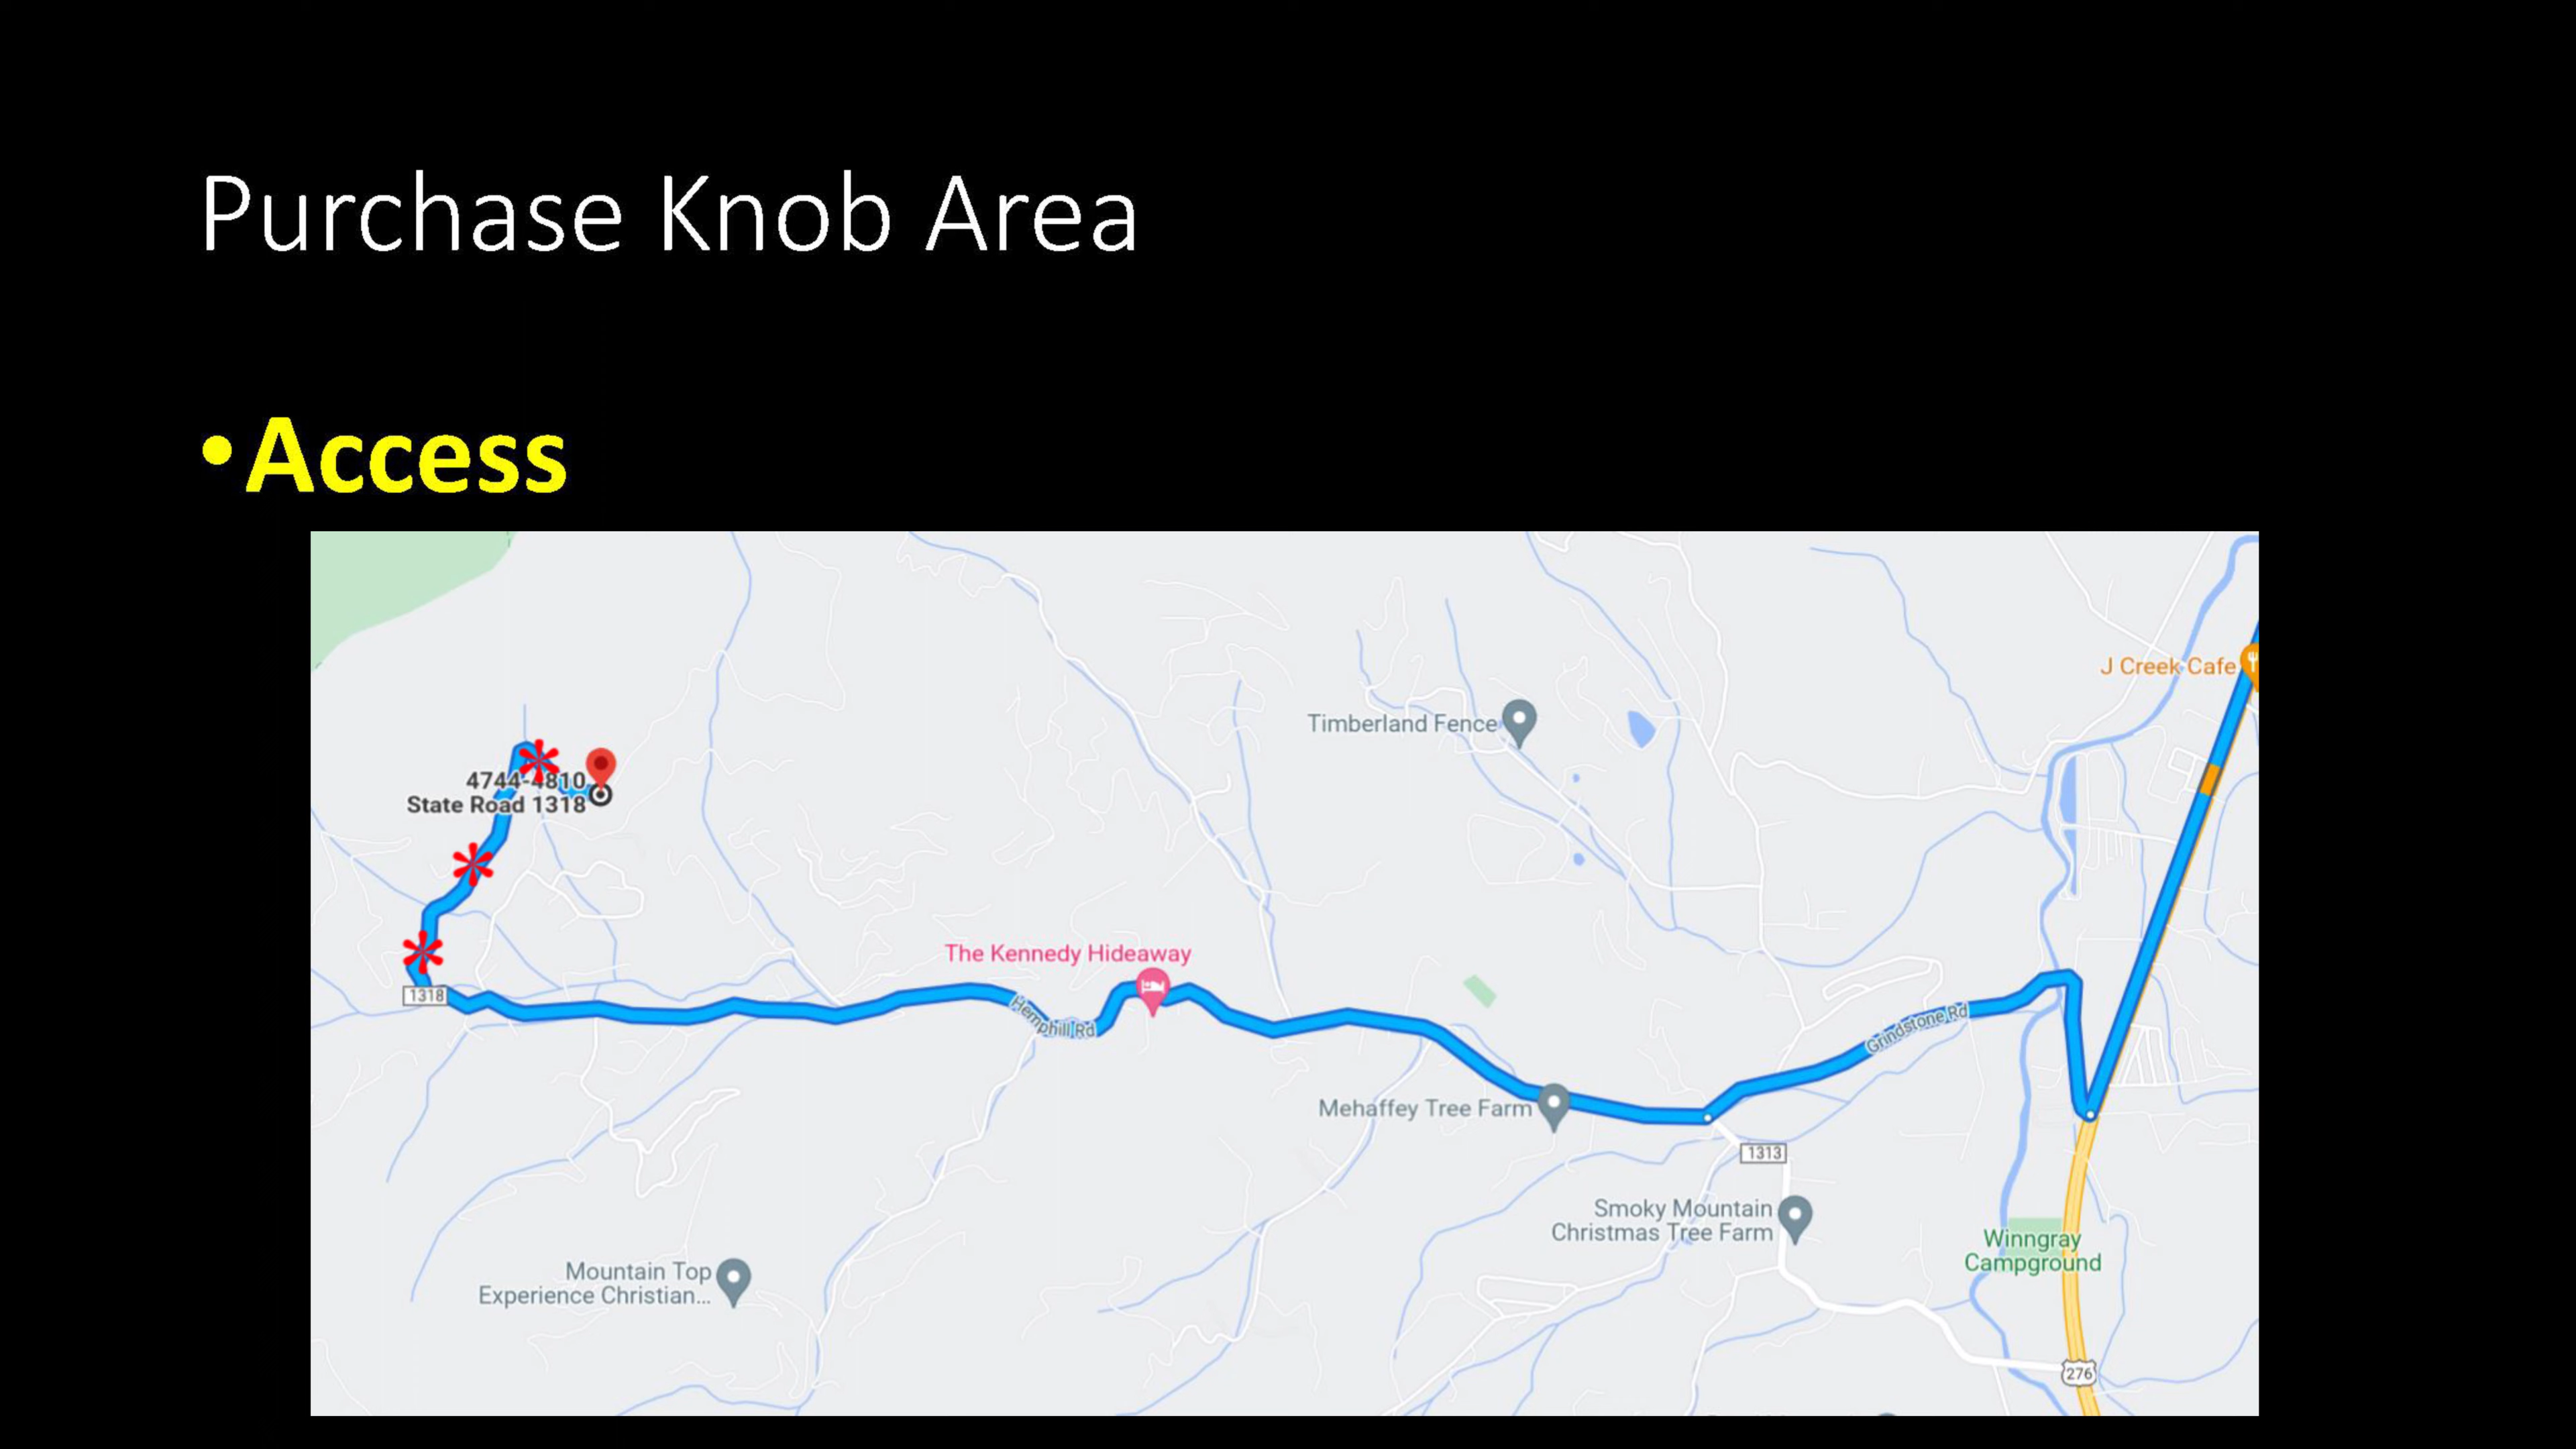 Purchase Knob Area
•Access
J Creek Cafe
Timberland Fence
4744-4810
State Road 1318
The Kennedy Hideaway
1318
Hemphill Rd
Grindstone Rd
Mehaffey Tree Farm
1313
Smoky Mountain
Christmas Tree Farm
Winngray
Campground
Mountain Top
Experience Christian...
276